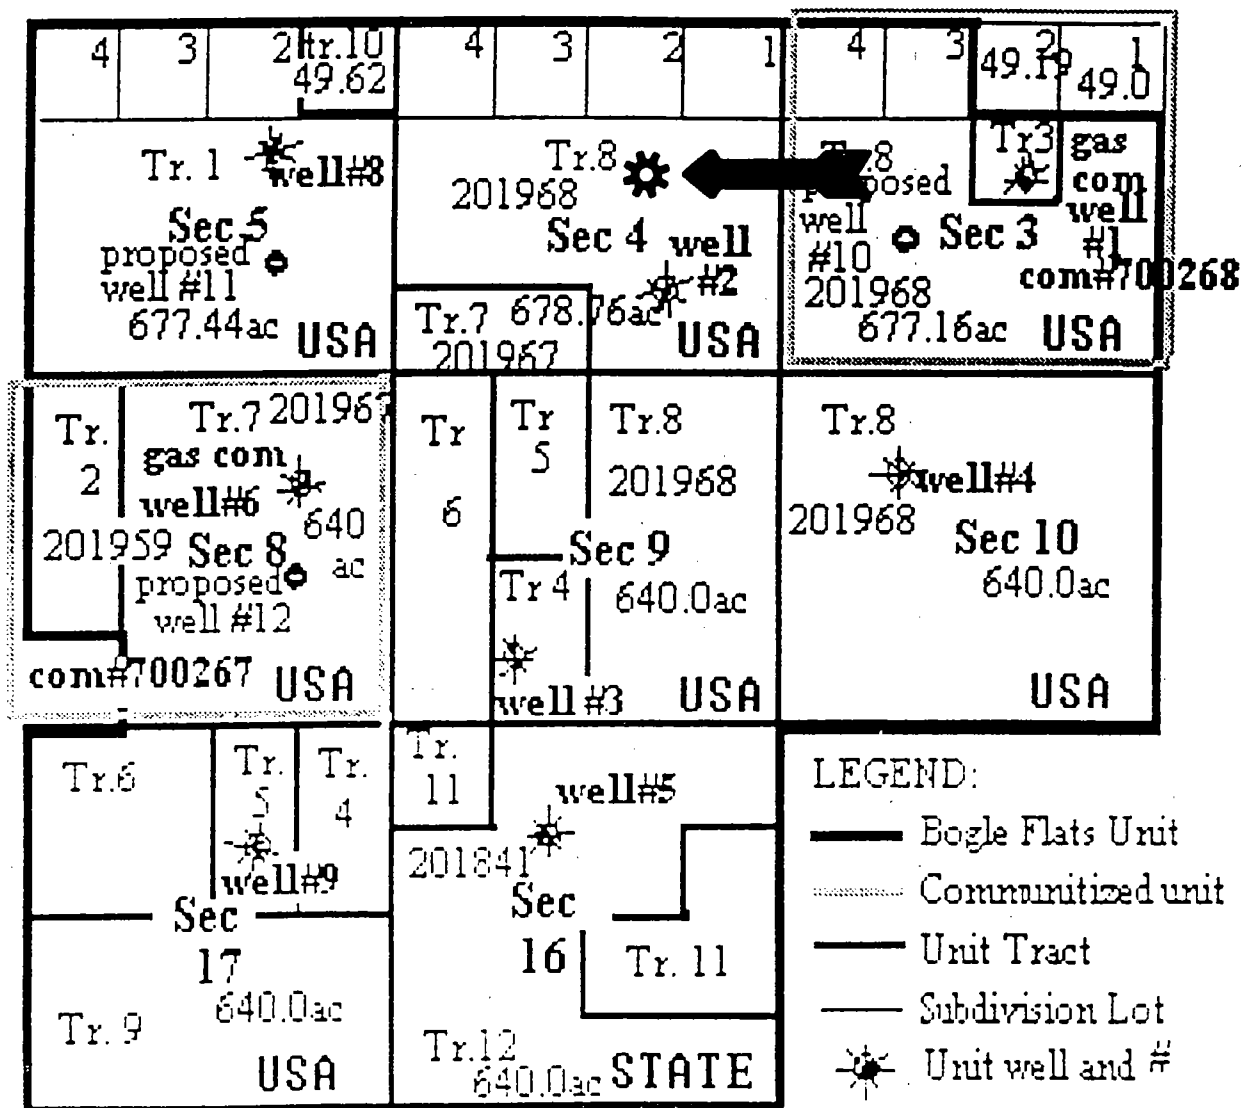 4 3 2 tr.10
49.62
Tr. 1
well#8
Sec 5
proposed
well #11
677.44ac
USA
4 3 2 1
Tr.8
201968
Sec 4
well
#2
Tr.7
201967
678.76ac
USA
4 3 2 1
49.19
49.0
Tr.8
proposed
well
#10
201968
Tr3
gas
com
well
#1
Sec 3
com#700268
677.16ac
USA
Tr.
2
201959
Tr.7
gas com
well#6
640
ac
Sec 8
proposed
well #12
com#700267
USA
Tr
6
Tr
5
Tr.8
201968
Sec 9
Tr 4
640.0ac
well #3
USA
Tr.8
well#4
201968
Sec 10
640.0ac
USA
Tr.6
Tr.
5
Tr.
4
well#9
Sec
17
640.0ac
Tr. 9
USA
Tr.
11
well#5
201841
Sec
16
Tr. 11
Tr.12
640.0ac
STATE
LEGEND:
Bogle Flats Unit
Communitized unit
Unit Tract
Subdivision Lot
Unit well and #